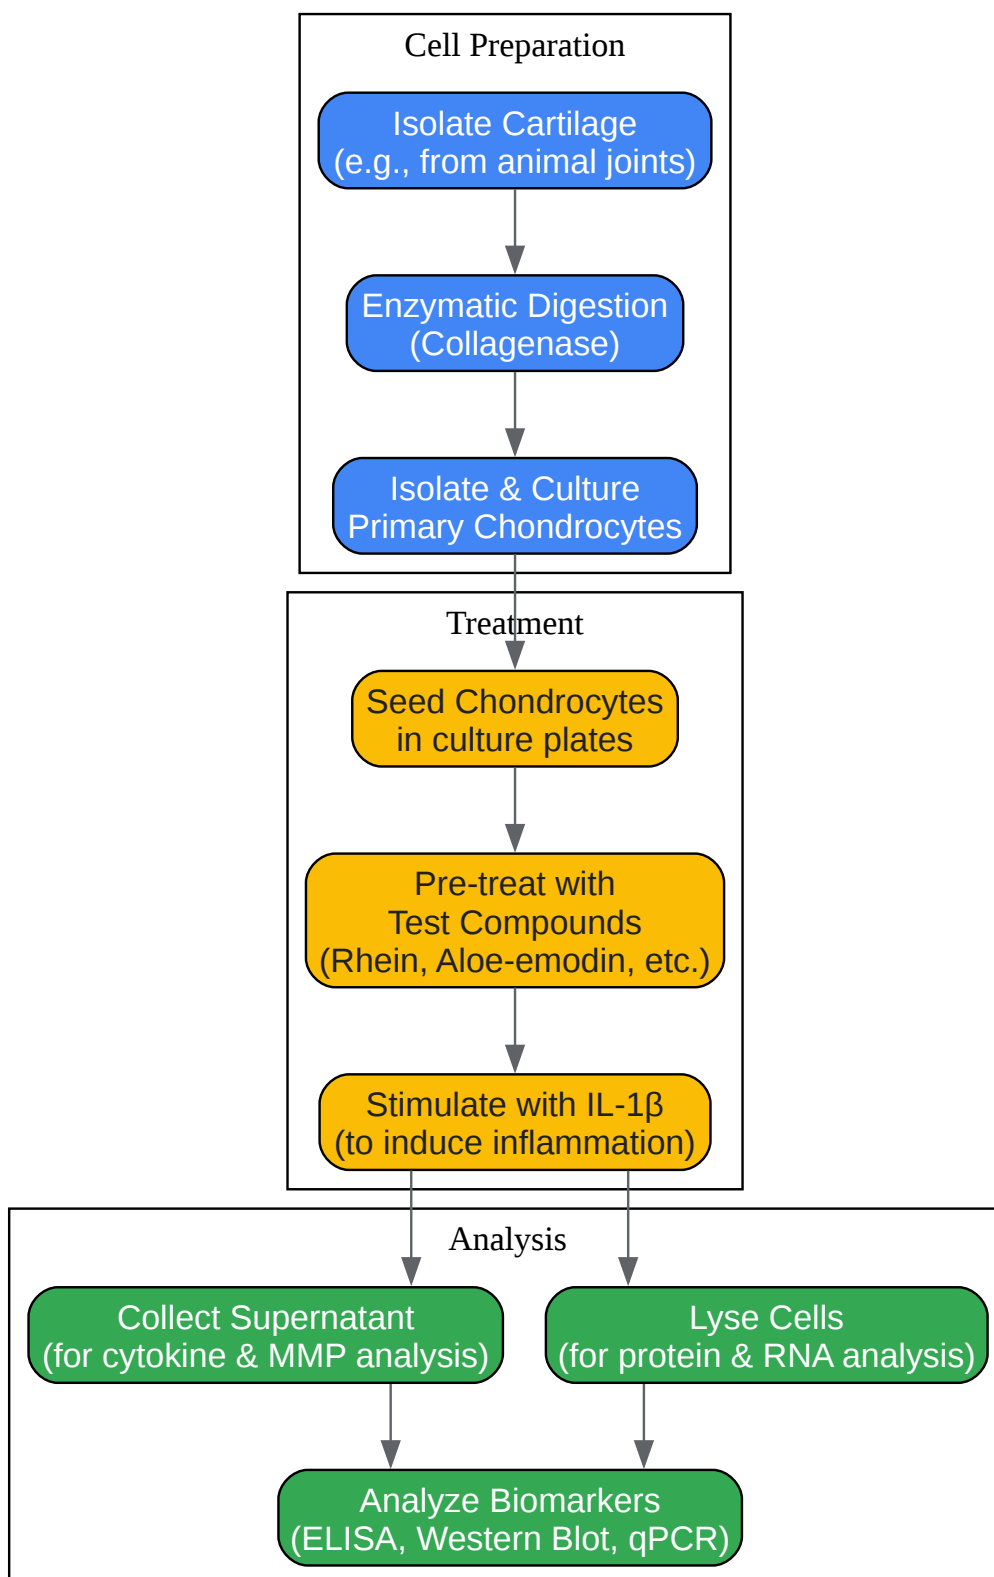 Cell Preparation
Isolate Cartilage
(e.g., from animal joints)
Enzymatic Digestion
(Collagenase)
Isolate & Culture
Primary Chondrocytes
Treatment
Seed Chondrocytes
in culture plates
Pre-treat with
Test Compounds
(Rhein, Aloe-emodin, etc.)
Stimulate with IL-1β
(to induce inflammation)
Analysis
Collect Supernatant
(for cytokine & MMP analysis)
Lyse Cells
(for protein & RNA analysis)
Analyze Biomarkers
(ELISA, Western Blot, qPCR)